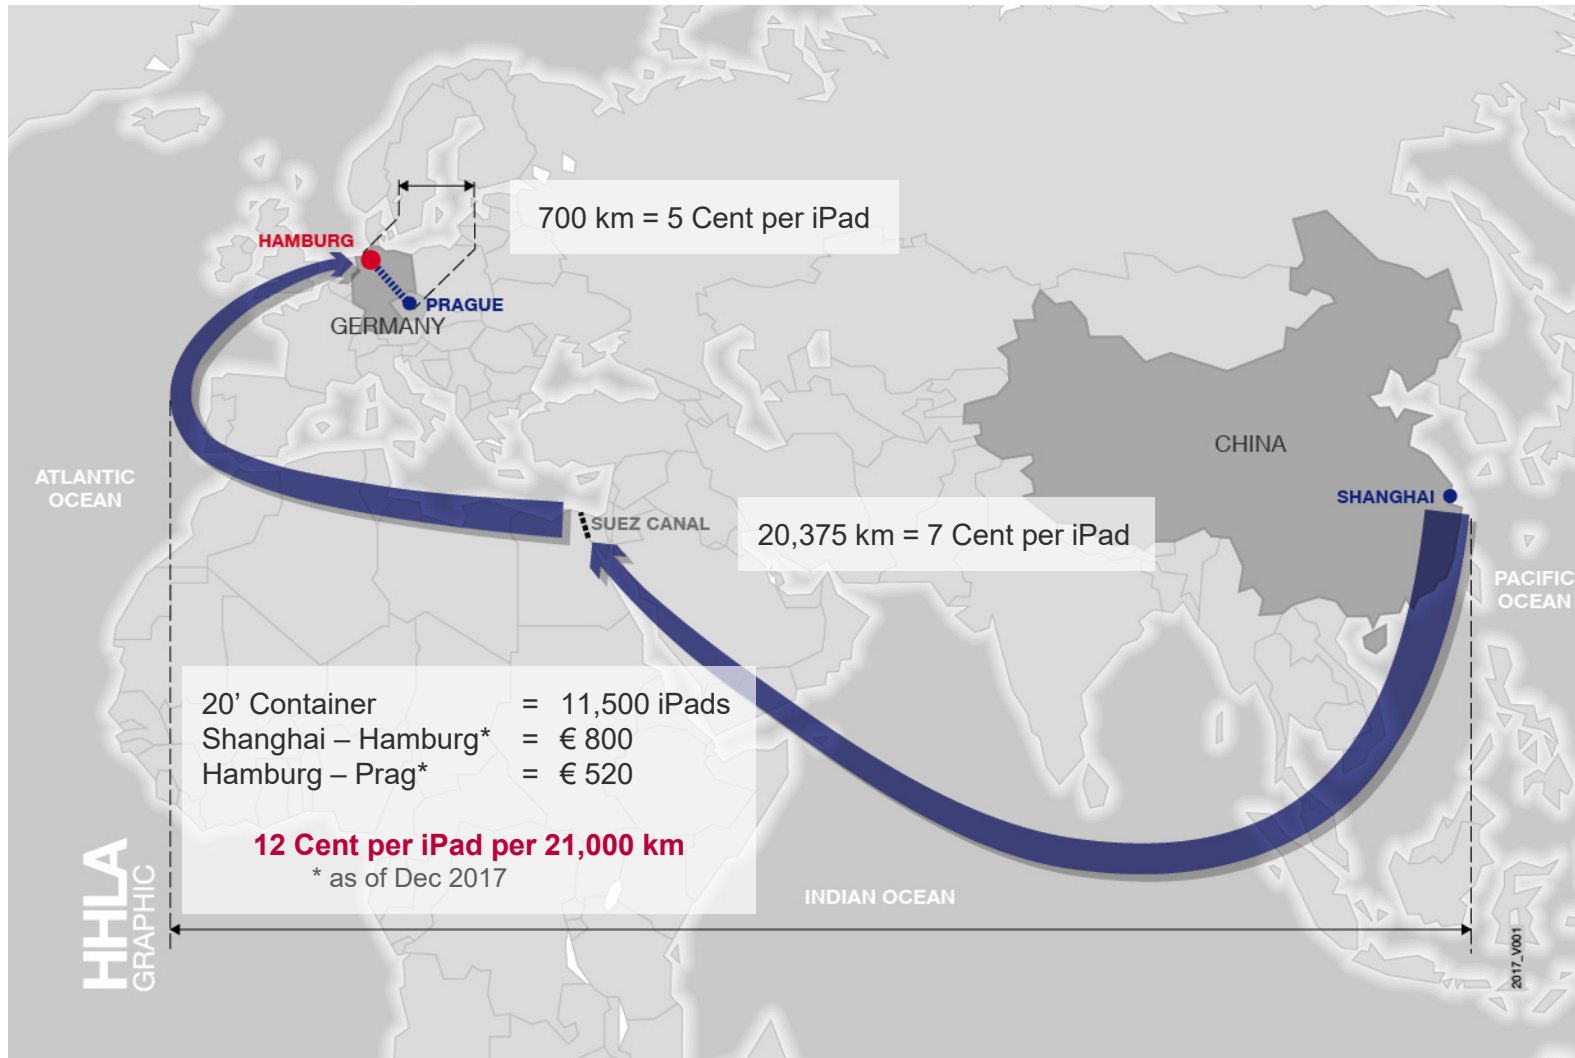 700 km = 5 Cent per iPad
HAMBURG
PRAGUE
GERMANY
CHINA
ATLANTIC
OCEAN
SHANGHAI
SUEZ CANAL
20,375 km = 7 Cent per iPad
PACIFIC
OCEAN
20’ Container = 11,500 iPads
Shanghai – Hamburg* = € 800
Hamburg – Prag* = € 520
12 Cent per iPad per 21,000 km
* as of Dec 2017
INDIAN OCEAN
HHLA
GRAPHIC
2017_V001